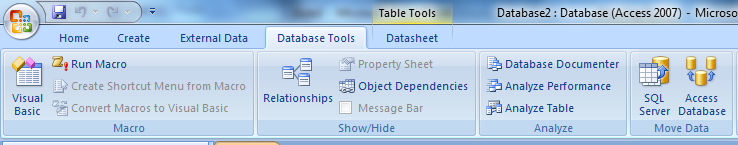 Table Tools
Database2 : Database (Access 2007) - Microso
Home Create External Data Database Tools Datasheet
Visual Basic
Run Macro
Create Shortcut Menu from Macro
Convert Macros to Visual Basic
Macro
Relationships
Property Sheet
Object Dependencies
Message Bar
Show/Hide
Database Documenter
Analyze Performance
Analyze Table
Analyze
SQL Server
Access Database
Move Data